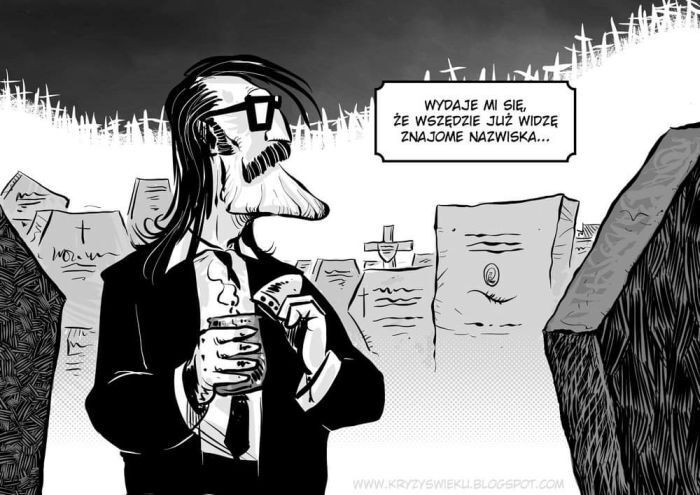 WYDAJE MI SIĘ,
ŻE WSZĘDZIE JUŻ WIDZĘ
ZNAJOME NAZWISKA...
WWW.KRYZYSWIEKU.BLOGSPOT.COM